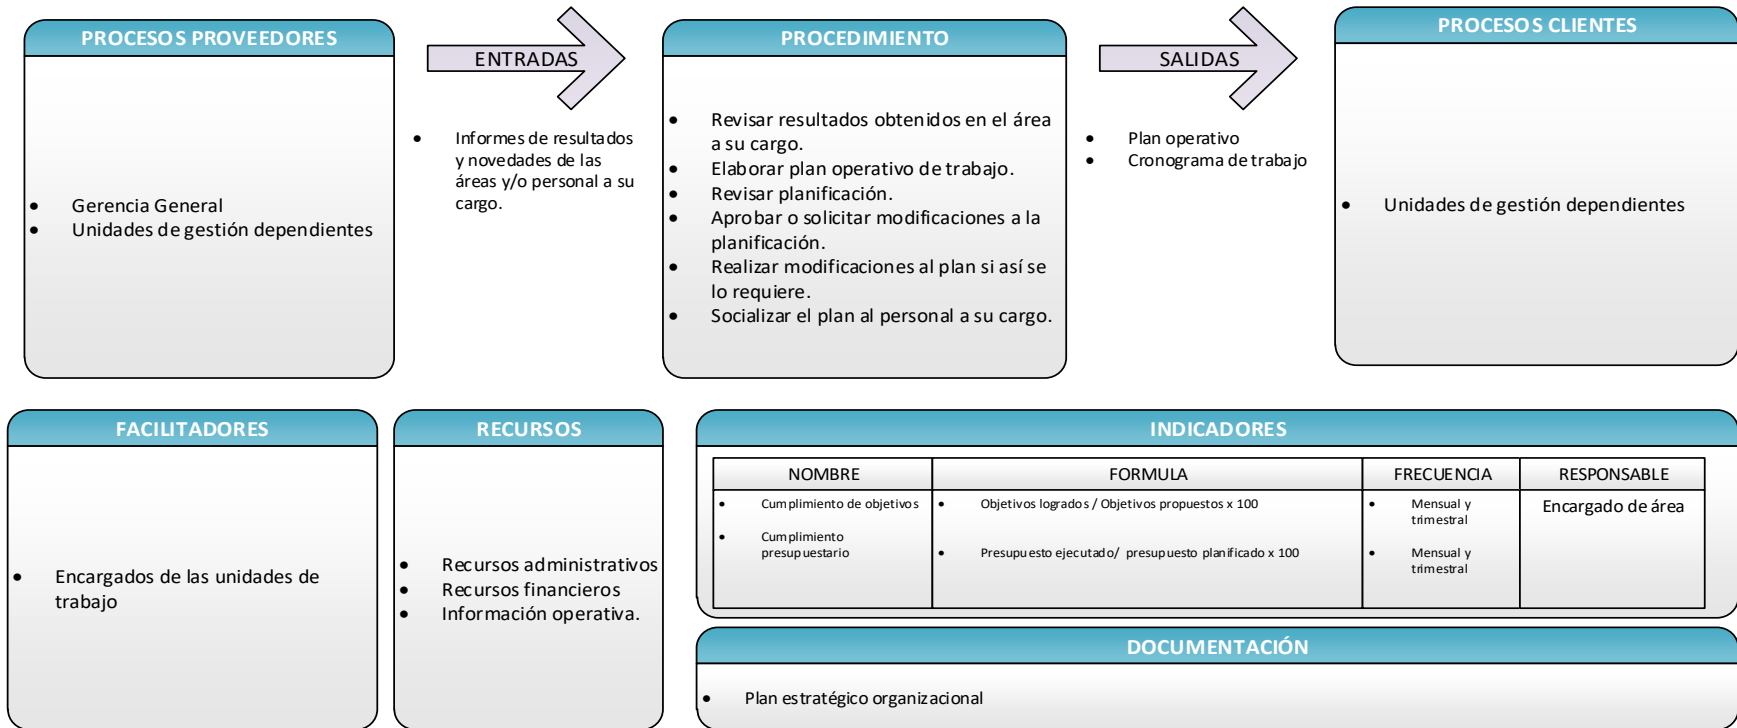 PROCESOS PROVEEDORES
• Gerencia General
• Unidades de gestión dependientes
ENTRADAS
• Informes de resultados
y novedades de las
áreas y/o personal a su
cargo.
PROCEDIMIENTO
• Revisar resultados obtenidos en el área
a su cargo.
• Elaborar plan operativo de trabajo.
• Revisar planificación.
• Aprobar o solicitar modificaciones a la
planificación.
• Realizar modificaciones al plan si así se
lo requiere.
• Socializar el plan al personal a su cargo.
SALIDAS
• Plan operativo
• Cronograma de trabajo
PROCESOS CLIENTES
• Unidades de gestión dependientes
FACILITADORES
• Encargados de las unidades de
trabajo
RECURSOS
• Recursos administrativos
• Recursos financieros
• Información operativa.
INDICADORES
NOMBRE FORMULA FRECUENCIA RESPONSABLE
• Cumplimiento de objetivos • Objetivos logrados / Objetivos propuestos x 100 • Mensual y Encargado de área
trimestral
• Cumplimiento
presupuestario • Presupuesto ejecutado/ presupuesto planificado x 100 • Mensual y
trimestral
DOCUMENTACIÓN
• Plan estratégico organizacional